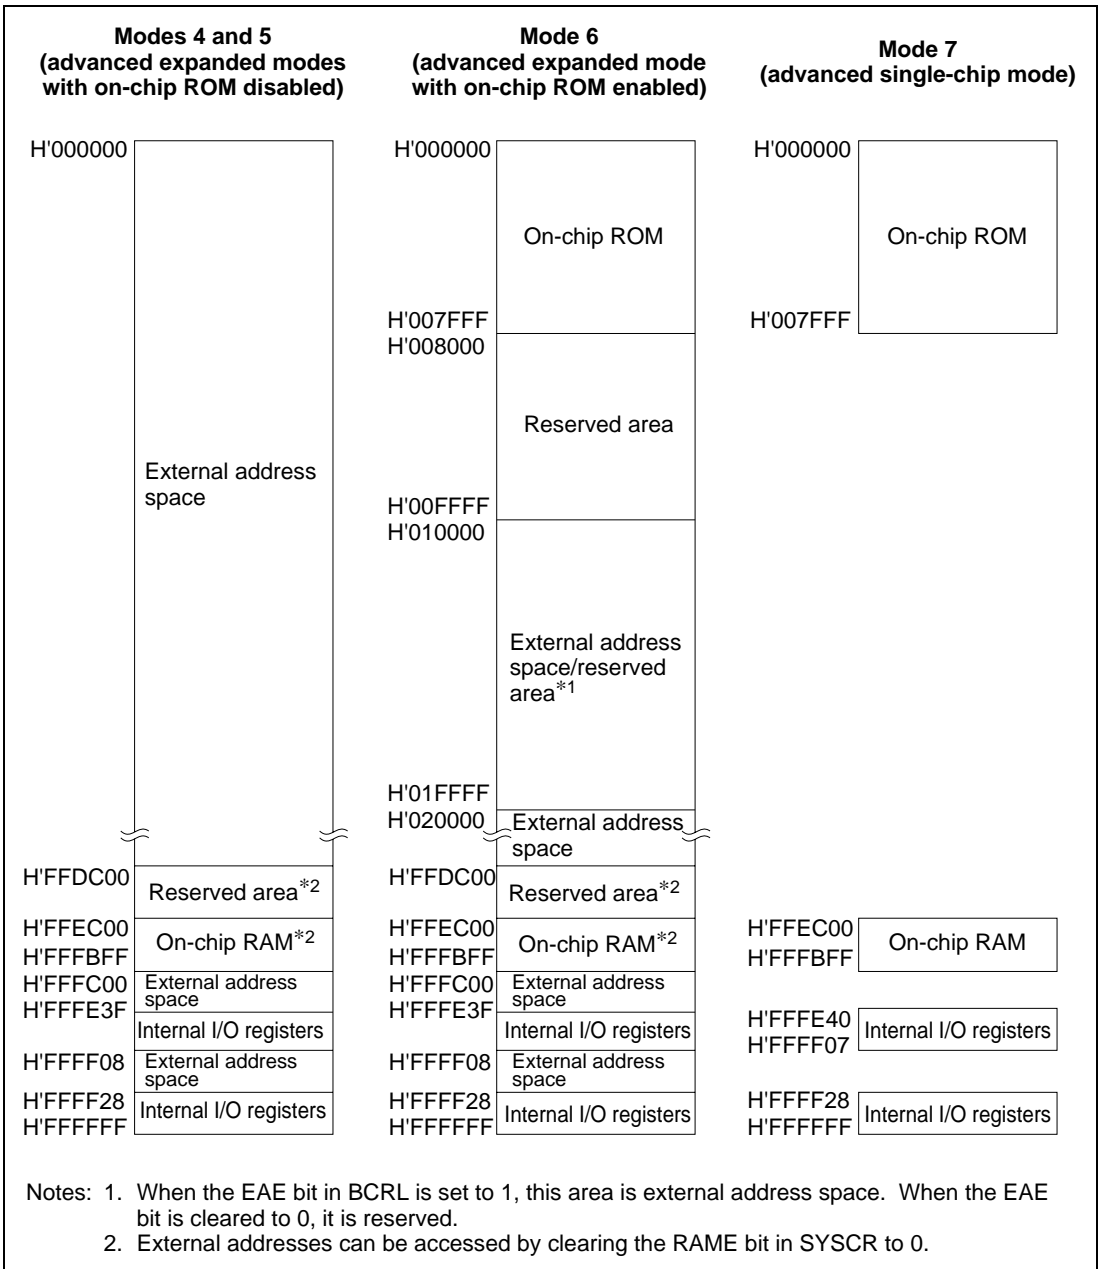 Modes 4 and 5
(advanced expanded modes
with on-chip ROM disabled)
H'000000
External address
space
H'FFDC00
Reserved area*2
H'FFEC00
On-chip RAM*2
H'FFFBFF
H'FFFC00
External address
space
H'FFFE3F
Internal I/O registers
H'FFFF08
External address
space
H'FFFF28
Internal I/O registers
H'FFFFFF
Mode 6
(advanced expanded mode
with on-chip ROM enabled)
H'000000
On-chip ROM
H'007FFF
H'008000
Reserved area
H'00FFFF
H'010000
External address
space/reserved
area*1
H'01FFFF
H'020000
External address
space
H'FFDC00
Reserved area*2
H'FFEC00
On-chip RAM*2
H'FFFBFF
H'FFFC00
External address
space
H'FFFE3F
Internal I/O registers
H'FFFF08
External address
space
H'FFFF28
Internal I/O registers
H'FFFFFF
Mode 7
(advanced single-chip mode)
H'000000
On-chip ROM
H'007FFF
H'FFEC00
On-chip RAM
H'FFFBFF
H'FFFE40
Internal I/O registers
H'FFFF07
H'FFFF28
Internal I/O registers
H'FFFFFF
Notes: 1. When the EAE bit in BCRL is set to 1, this area is external address space. When the EAE
bit is cleared to 0, it is reserved.
2. External addresses can be accessed by clearing the RAME bit in SYSCR to 0.